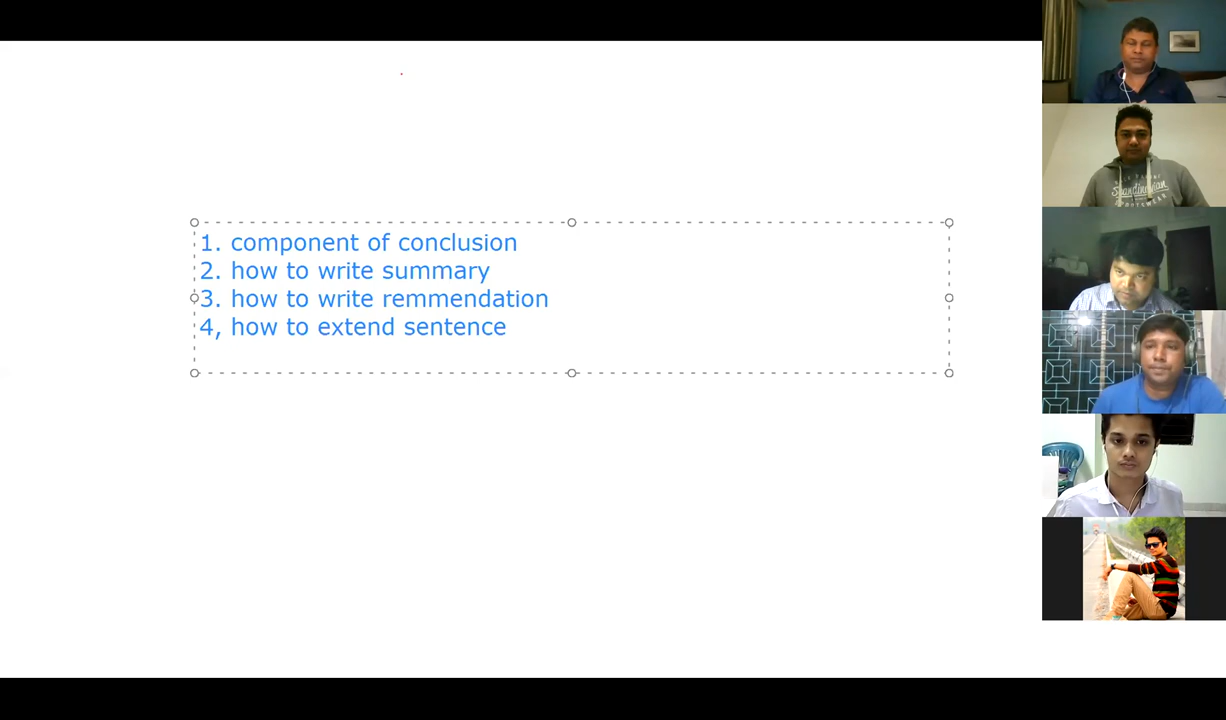 1. component of conclusion
2. how to write summary
3. how to write remmendation
4, how to extend sentence
Scandinavian